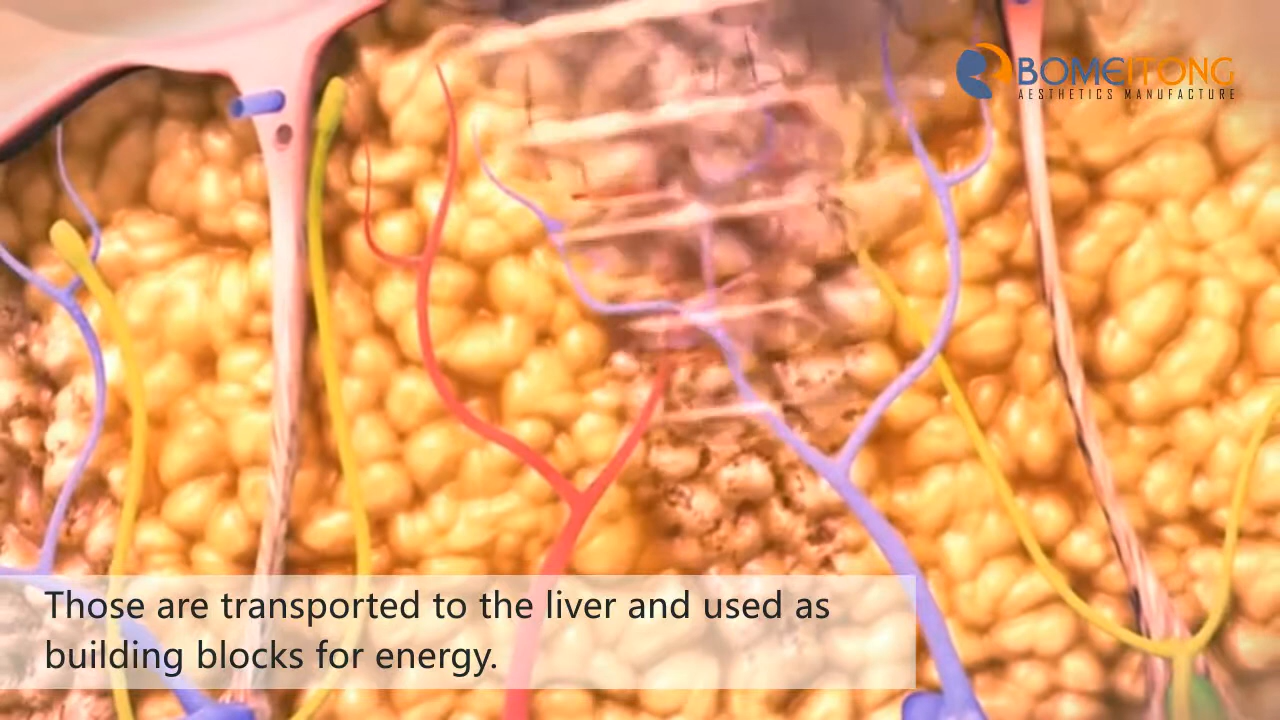 BOMEITONG
AESTHETICS MANUFACTURE
Those are transported to the liver and used as
building blocks for energy.